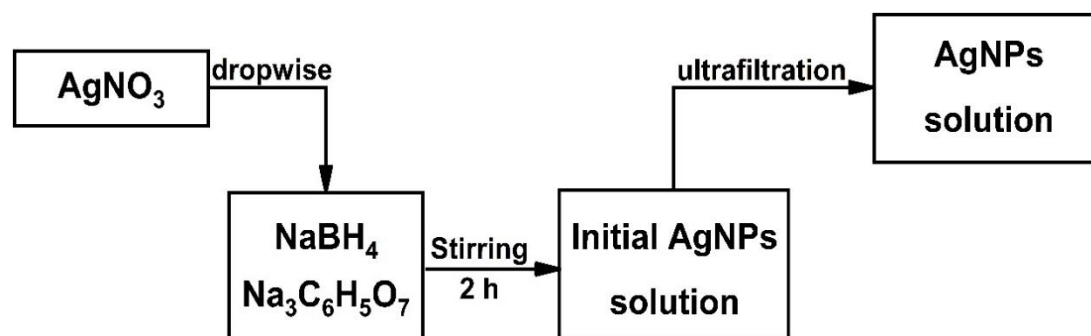 AgNO₃
dropwise
NaBH₄
Na₃C₆H₅O₇
Stirring
2 h
Initial AgNPs
solution
ultrafiltration
AgNPs
solution